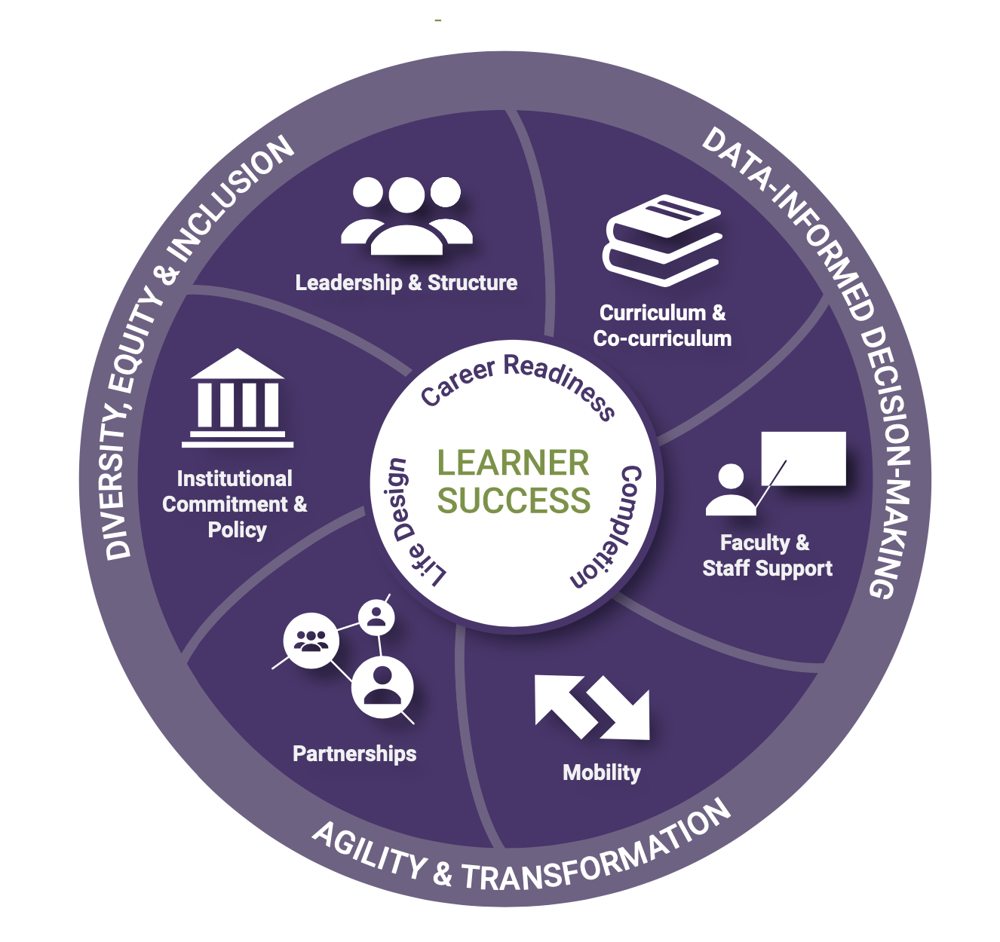 DIVERSITY, EQUITY & INCLUSION
DATA-INFORMED DECISION-MAKING
AGILITY & TRANSFORMATION
Leadership & Structure
Curriculum &
Co-curriculum
Faculty &
Staff Support
Mobility
Partnerships
Institutional
Commitment &
Policy
Career Readiness
Completion
Life Design
LEARNER
SUCCESS